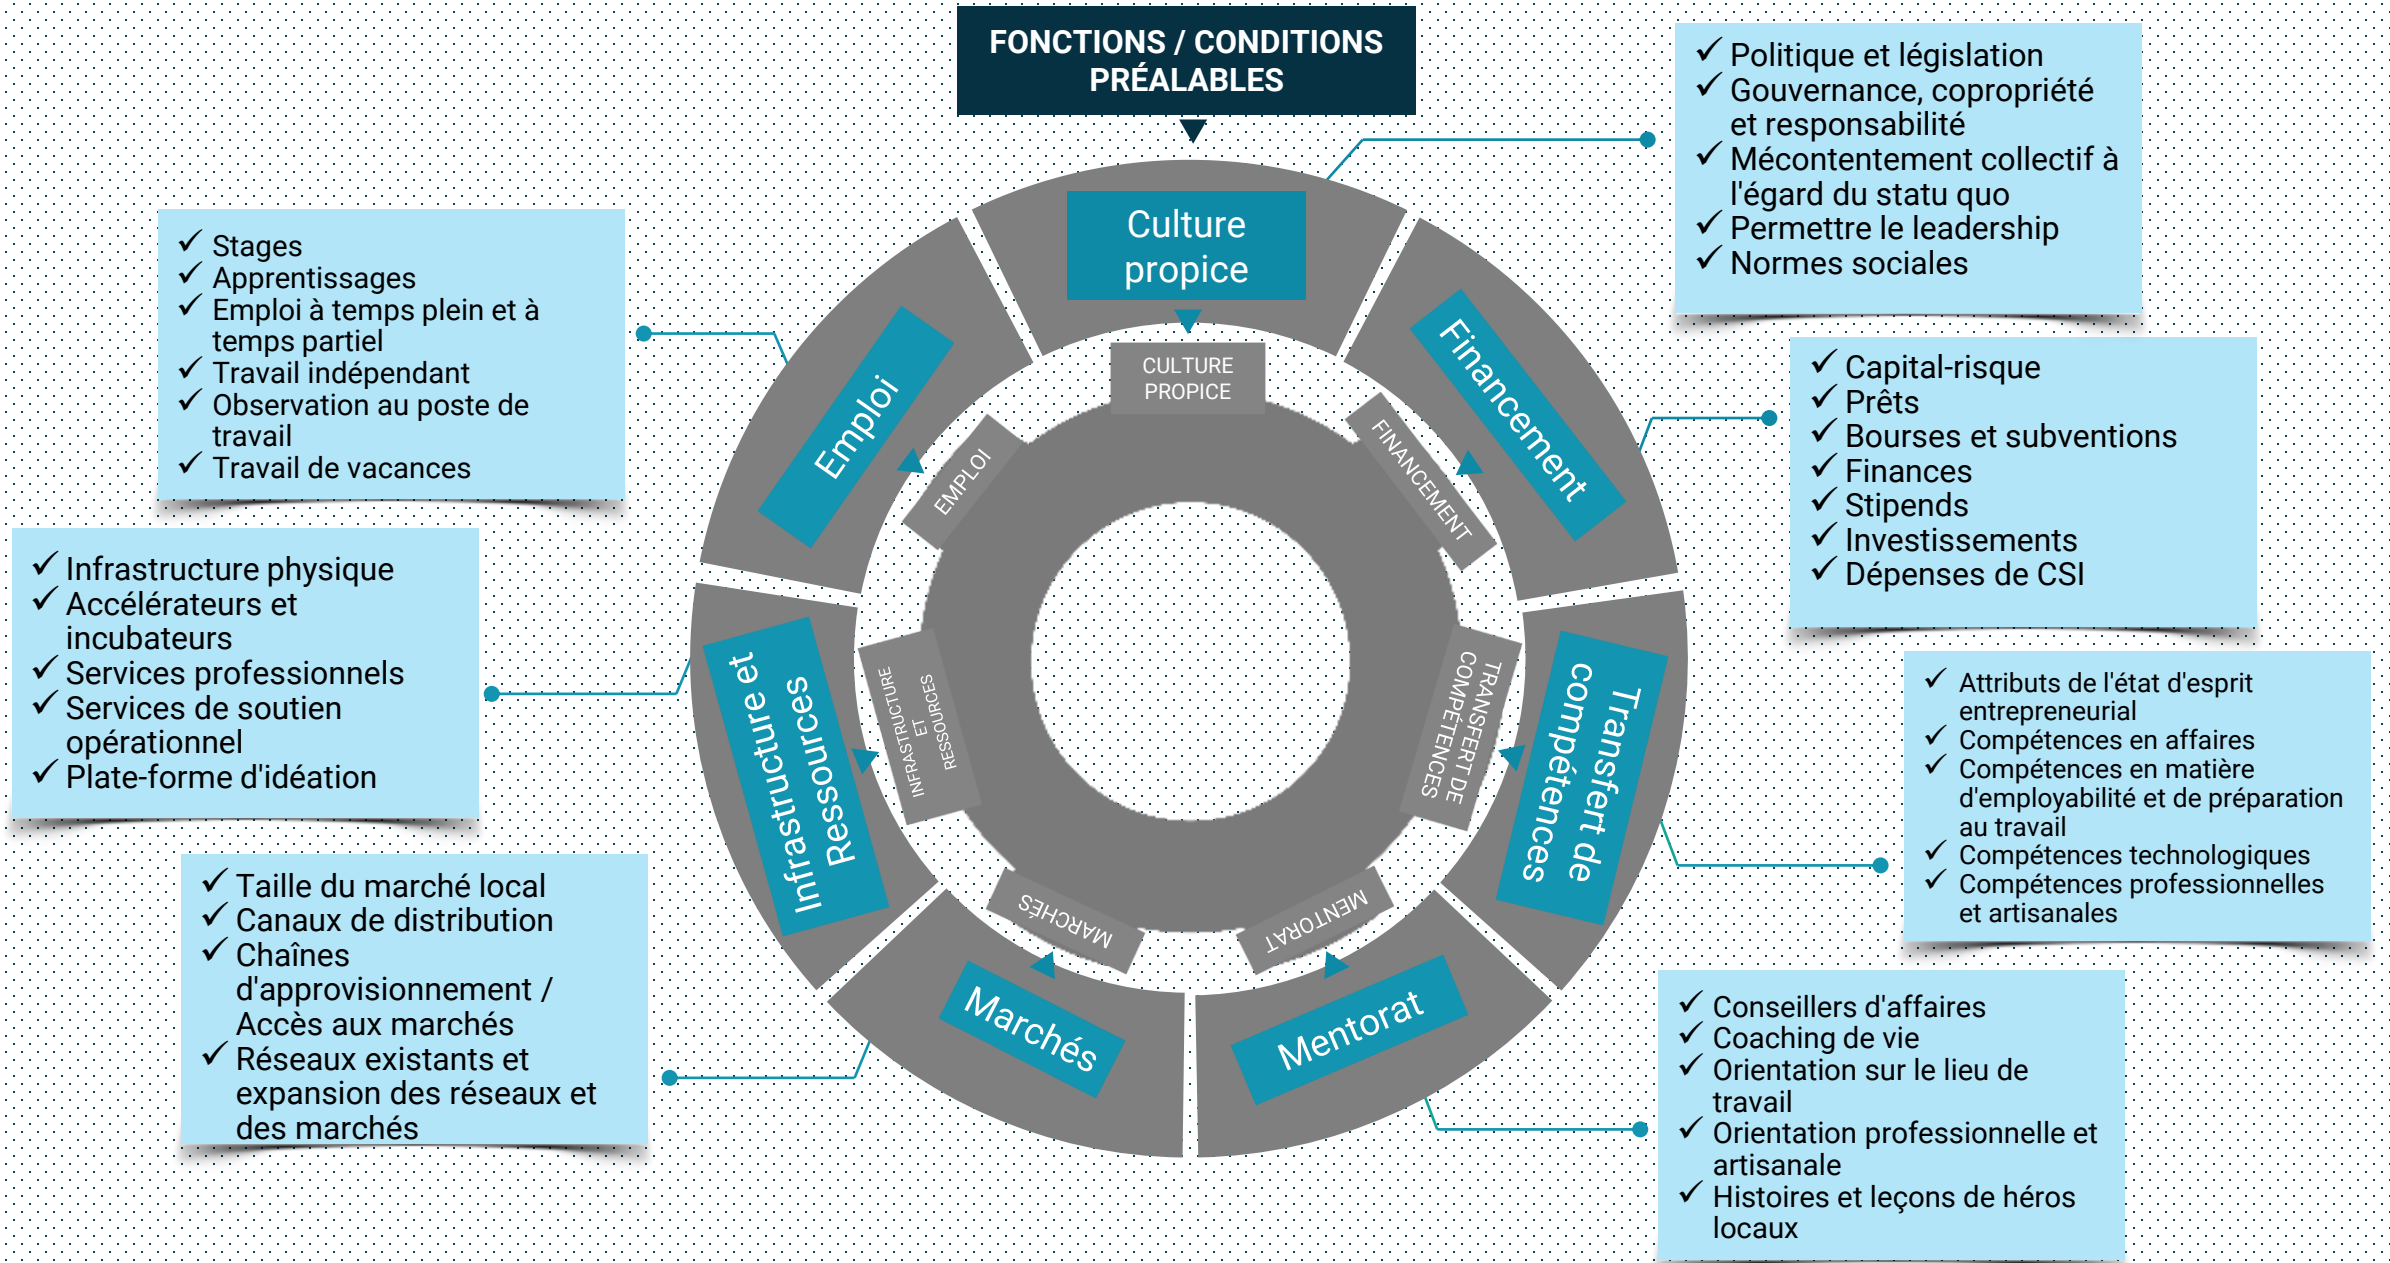 FONCTIONS / CONDITIONS
PRÉALABLES
Culture
propice
Financement
Transfert de
compétences
Mentorat
Marchés
Infrastructure et
Ressources
Emploi
CULTURE
PROPICE
FINANCEMENT
TRANSFERT DE
COMPÉTENCES
MENTORAT
MARCHÉS
INFRASTRUCTURE
ET
RESSOURCES
EMPLOI
✓ Politique et législation
✓ Gouvernance, copropriété
et responsabilité
✓ Mécontentement collectif à
l'égard du statu quo
✓ Permettre le leadership
✓ Normes sociales
✓ Capital-risque
✓ Prêts
✓ Bourses et subventions
✓ Finances
✓ Stipends
✓ Investissements
✓ Dépenses de CSI
✓ Attributs de l'état d'esprit
entrepreneurial
✓ Compétences en affaires
✓ Compétences en matière
d'employabilité et de préparation
au travail
✓ Compétences technologiques
✓ Compétences professionnelles
et artisanales
✓ Conseillers d'affaires
✓ Coaching de vie
✓ Orientation sur le lieu de
travail
✓ Orientation professionnelle et
artisanale
✓ Histoires et leçons de héros
locaux
✓ Taille du marché local
✓ Canaux de distribution
✓ Chaînes
d'approvisionnement /
Accès aux marchés
✓ Réseaux existants et
expansion des réseaux et
des marchés
✓ Infrastructure physique
✓ Accélérateurs et
incubateurs
✓ Services professionnels
✓ Services de soutien
opérationnel
✓ Plate-forme d'idéation
✓ Stages
✓ Apprentissages
✓ Emploi à temps plein et à
temps partiel
✓ Travail indépendant
✓ Observation au poste de
travail
✓ Travail de vacances